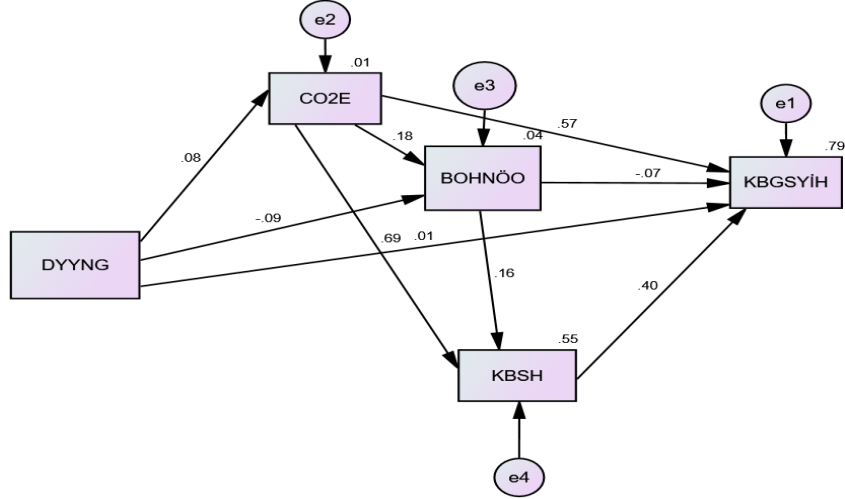 e2
.01
CO2E
e3
.57
e1
.18
.04
.79
.08
BOHNÖO
-.07
KBGSYİH
-.09
.69
.01
DYYNG
.16
.40
.55
KBSH
e4